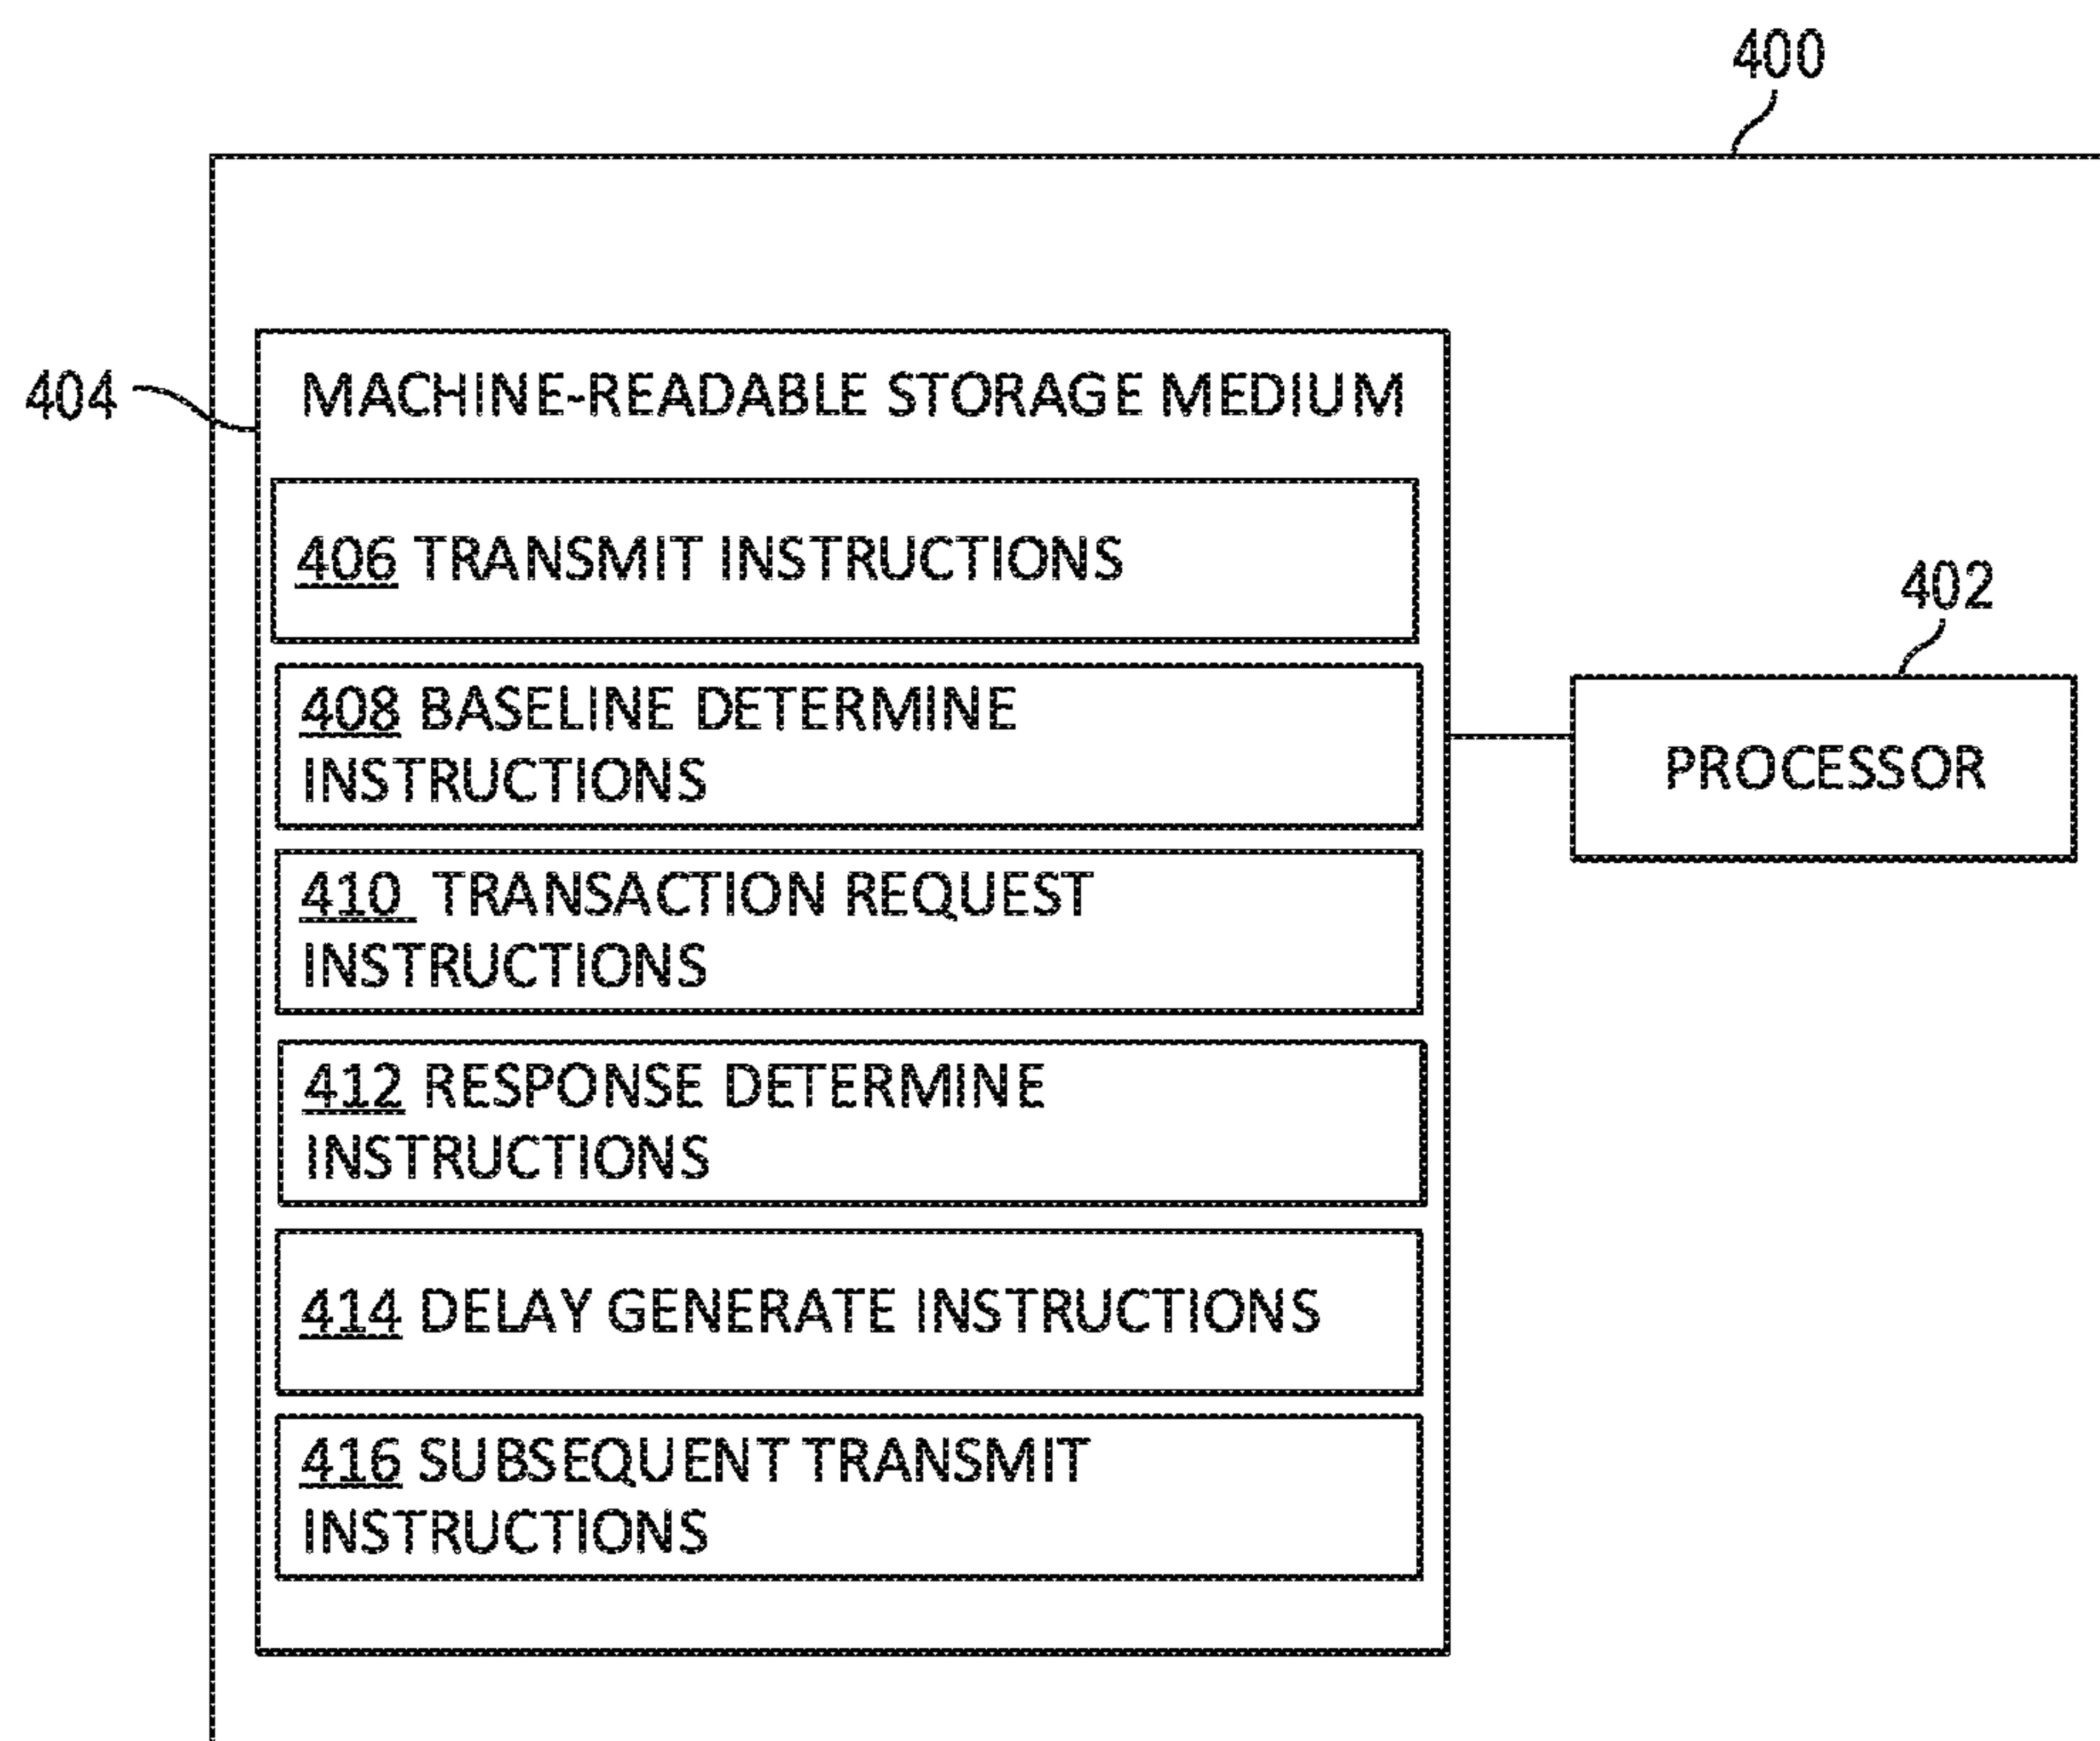 400
404
MACHINE-READABLE STORAGE MEDIUM
406 TRANSMIT INSTRUCTIONS
402
408 BASELINE DETERMINE
INSTRUCTIONS
PROCESSOR
410 TRANSACTION REQUEST
INSTRUCTIONS
412 RESPONSE DETERMINE
INSTRUCTIONS
414 DELAY GENERATE INSTRUCTIONS
416 SUBSEQUENT TRANSMIT
INSTRUCTIONS